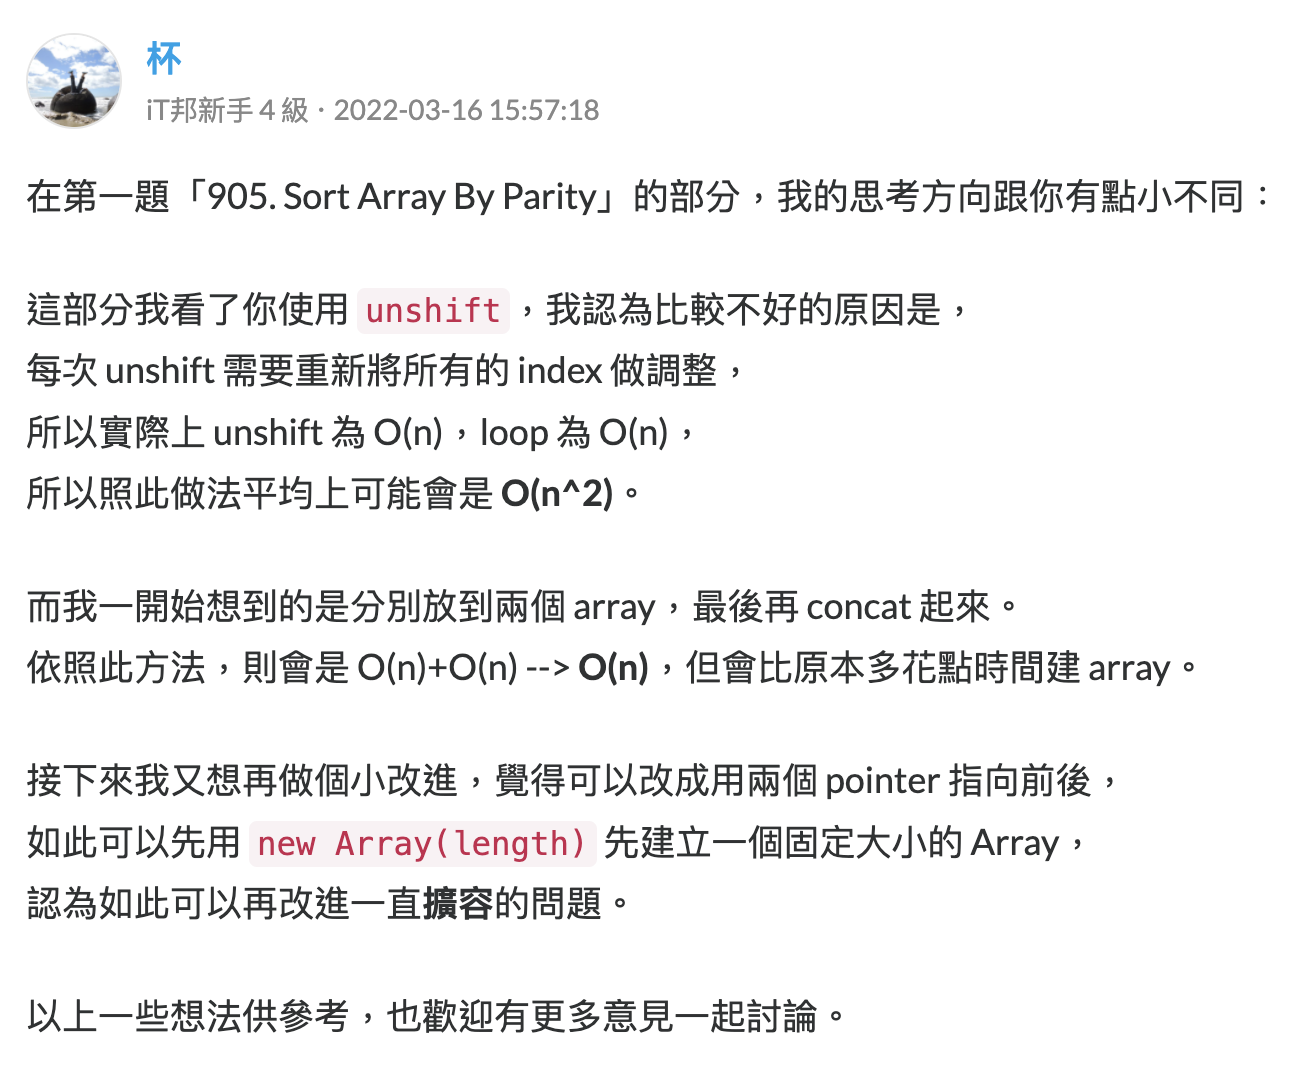 杯
iT邦新手 4 級 · 2022-03-16 15:57:18
在第一題「905. Sort Array By Parity」的部分，我的思考方向跟你有點小不同：
這部分我看了你使用 unshift，我認為比較不好的原因是，
每次 unshift 需要重新將所有的 index 做調整，
所以實際上 unshift 為 O(n)，loop 為 O(n)，
所以照此做法平均上可能會是 O(n^2)。
而我一開始想到的是分別放到兩個 array，最後再 concat 起來。
依照此方法，則會是 O(n)+O(n) --> O(n)，但會比原本多花點時間建 array。
接下來我又想再做個小改進，覺得可以改成用兩個 pointer 指向前後，
如此可以先用 new Array(length) 先建立一個固定大小的 Array，
認為如此可以再改進一直擴容的問題。
以上一些想法供參考，也歡迎有更多意見一起討論。